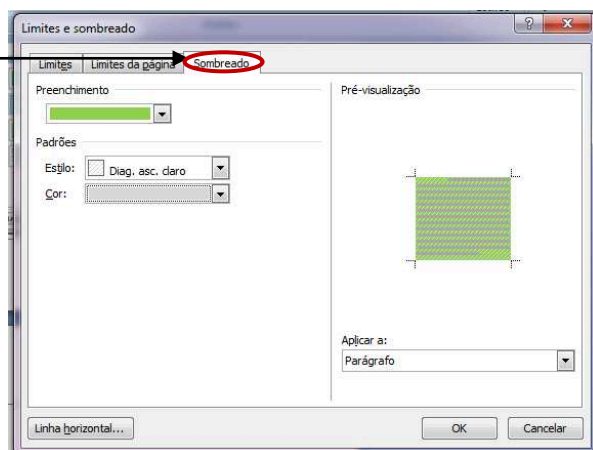 Limites e sombreado
Limites Limites da página Sombreado
Preenchimento
Pré-visualização
Padrões
Estilo: Diag. asc. claro
Cor:
Aplicar a:
Parágrafo
Linha horizontal... OK Cancelar